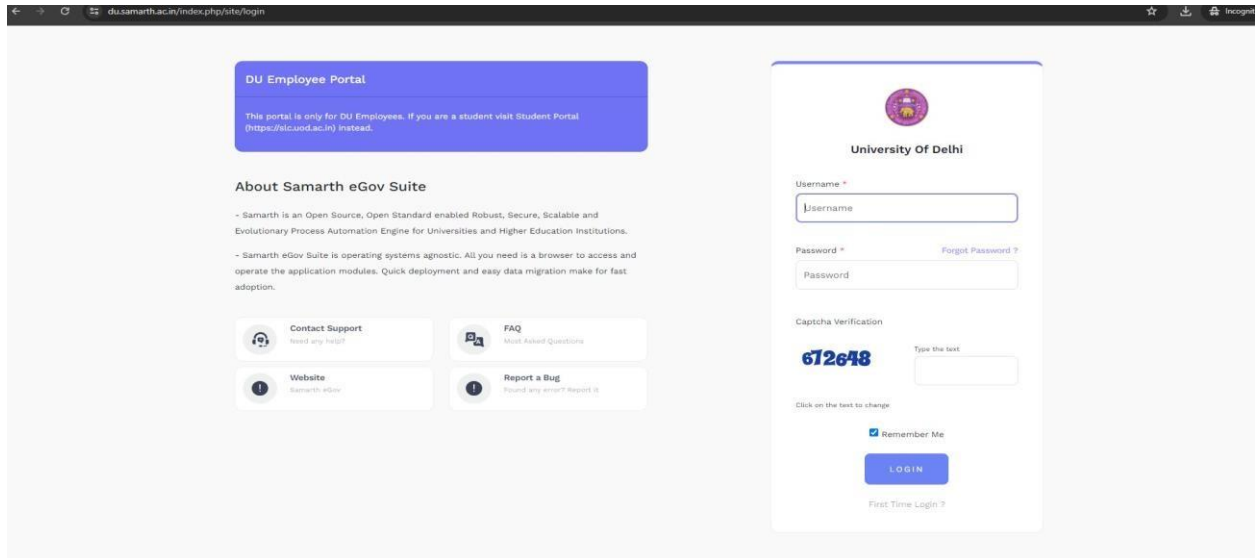 du.samarth.ac.in/index.php/site/login
Incognit
DU Employee Portal
This portal is only for DU Employees. If you are a student visit Student Portal
(https://slc.uod.ac.in) instead.
About Samarth eGov Suite
- Samarth is an Open Source, Open Standard enabled Robust, Secure, Scalable and
Evolutionary Process Automation Engine for Universities and Higher Education Institutions.
- Samarth eGov Suite is operating systems agnostic. All you need is a browser to access and
operate the application modules. Quick deployment and easy data migration make for fast
adoption.
Contact Support
Need any help?
FAQ
Most Asked Questions
Website
Samarth eGov
Report a Bug
Found any error? Report it
University Of Delhi
Username *
Username
Password *
Forgot Password ?
Password
Captcha Verification
672648
Type the text
Click on the text to change
Remember Me
LOGIN
First Time Login ?